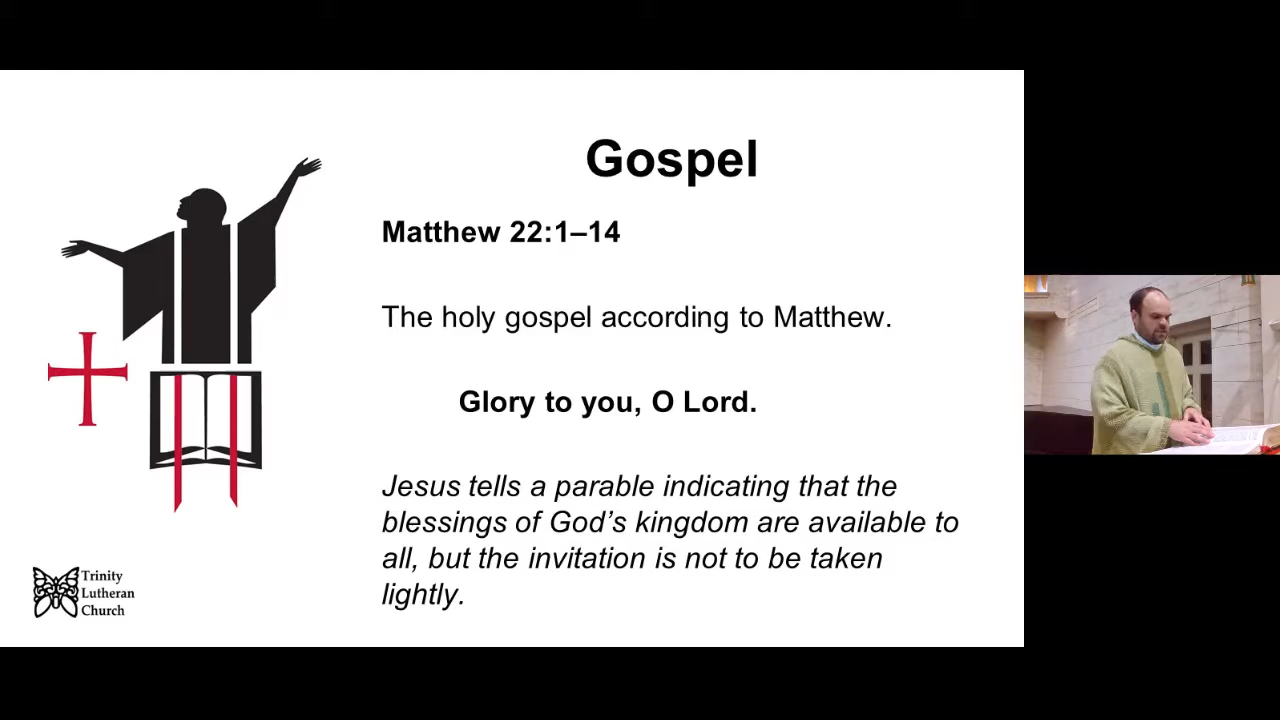 Gospel
Matthew 22:1–14
The holy gospel according to Matthew.
Glory to you, O Lord.
Jesus tells a parable indicating that the
blessings of God’s kingdom are available to
all, but the invitation is not to be taken
lightly.
Trinity
Lutheran
Church